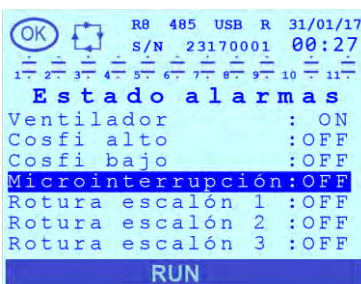 OK R8 485 USB R 31/01/17
S/N 23170001 00:27
1 2 3 4 5 6 7 8 9 10 11
Estado alarmas
Ventilador : ON
Cosfi alto :OFF
Cosfi bajo :OFF
Microinterrupción:OFF
Rotura escalón 1 :OFF
Rotura escalón 2 :OFF
Rotura escalón 3 :OFF
RUN